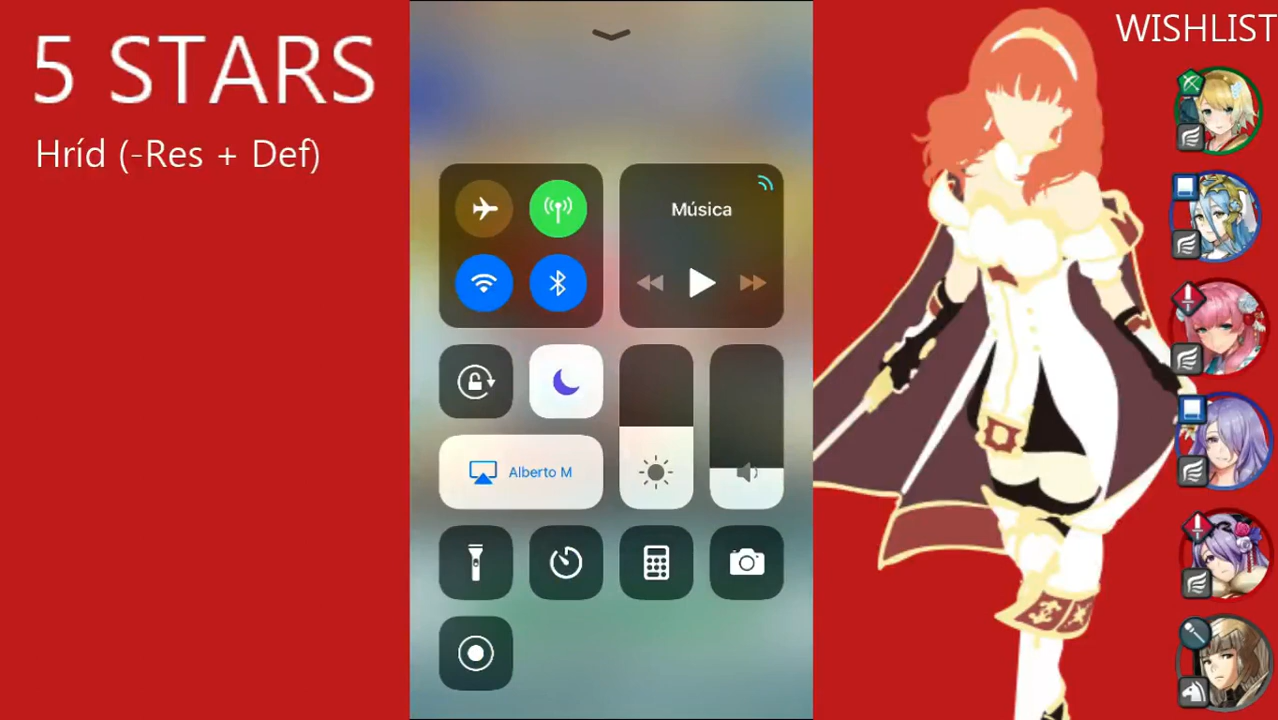 5 STARS
Hríd (-Res + Def)
Música
Alberto M
WISHLIST